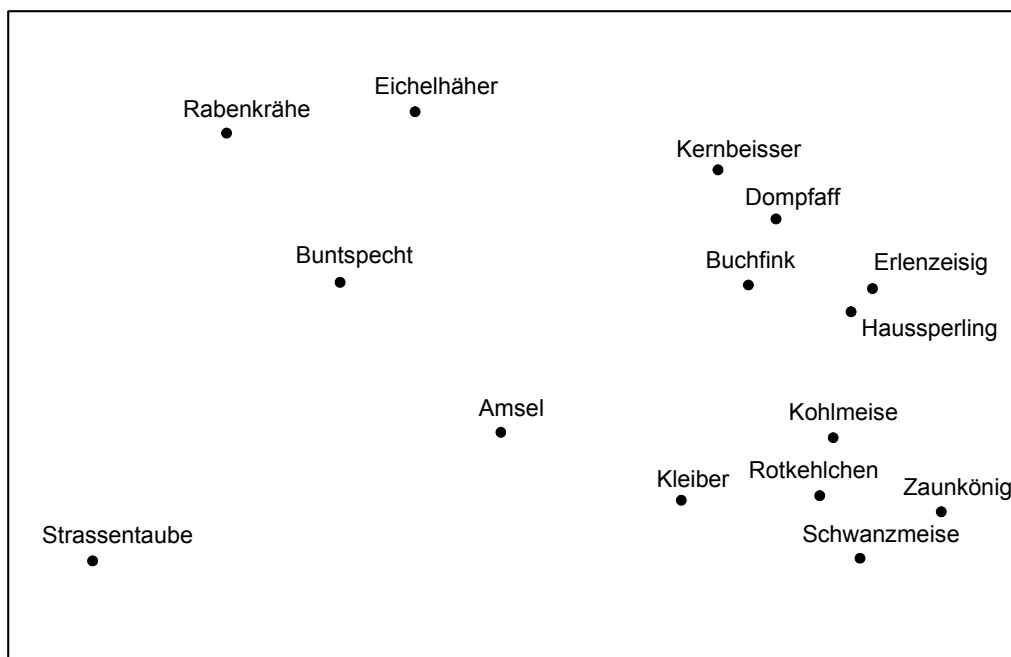 Eichelhäher
Rabenkrähe
Kernbeisser
Dompfaff
Buntspecht
Buchfink
Erlenzeisig
Haussperling
Amsel
Kohlmeise
Rotkehlchen
Kleiber
Zaunkönig
Strassentaube
Schwanzmeise